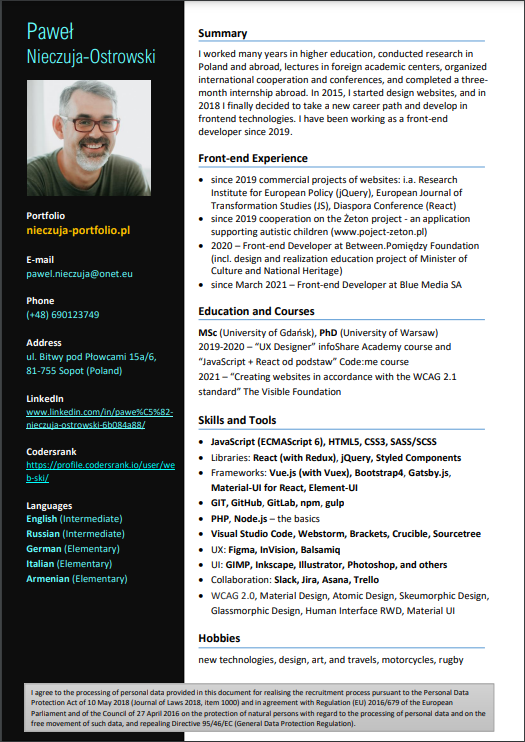 Paweł
Nieczuja-Ostrowski
Portfolio
nieczuja-portfolio.pl
E-mail
pawel.nieczuja@onet.eu
Phone
(+48) 690123749
Address
ul. Bitwy pod Płowcami 15a/6,
81-755 Sopot (Poland)
LinkedIn
www.linkedin.com/in/pawe%C5%82-
nieczuja-ostrowski-6b084a88/
Codersrank
https://profile.codersrank.io/user/we
b-ski/
Languages
English (Intermediate)
Russian (Intermediate)
German (Elementary)
Italian (Elementary)
Armenian (Elementary)
Summary
I worked many years in higher education, conducted research in
Poland and abroad, lectures in foreign academic centers, organized
international cooperation and conferences, and completed a three-
month internship abroad. In 2015, I started design websites, and in
2018 I finally decided to take a new career path and develop in
frontend technologies. I have been working as a front-end
developer since 2019.
Front-end Experience
• since 2019 commercial projects of websites: i.a. Research
Institute for European Policy (jQuery), European Journal of
Transformation Studies (JS), Diaspora Conference (React)
• since 2019 cooperation on the Żeton project - an application
supporting autistic children (www.poject-zeton.pl)
• 2020 – Front-end Developer at Between.Pomiędzy Foundation
(incl. design and realization education project of Minister of
Culture and National Heritage)
• since March 2021 – Front-end Developer at Blue Media SA
Education and Courses
MSc (University of Gdańsk), PhD (University of Warsaw)
2019-2020 – “UX Designer” infoShare Academy course and
“JavaScript + React od podstaw” Code:me course
2021 – “Creating websites in accordance with the WCAG 2.1
standard” The Visible Foundation
Skills and Tools
• JavaScript (ECMAScript 6), HTML5, CSS3, SASS/SCSS
• Libraries: React (with Redux), jQuery, Styled Components
• Frameworks: Vue.js (with Vuex), Bootstrap4, Gatsby.js,
Material-UI for React, Element-UI
• GIT, GitHub, GitLab, npm, gulp
• PHP, Node.js – the basics
• Visual Studio Code, Webstorm, Brackets, Crucible, Sourcetree
• UX: Figma, InVision, Balsamiq
• UI: GIMP, Inkscape, Illustrator, Photoshop, and others
• Collaboration: Slack, Jira, Asana, Trello
• WCAG 2.0, Material Design, Atomic Design, Skeumorphic Design,
Glassmorphic Design, Human Interface RWD, Material UI
Hobbies
new technologies, design, art, and travels, motorcycles, rugby
I agree to the processing of personal data provided in this document for realising the recruitment process pursuant to the Personal Data
Protection Act of 10 May 2018 (Journal of Laws 2018, item 1000) and in agreement with Regulation (EU) 2016/679 of the European
Parliament and of the Council of 27 April 2016 on the protection of natural persons with regard to the processing of personal data and on the
free movement of such data, and repealing Directive 95/46/EC (General Data Protection Regulation).